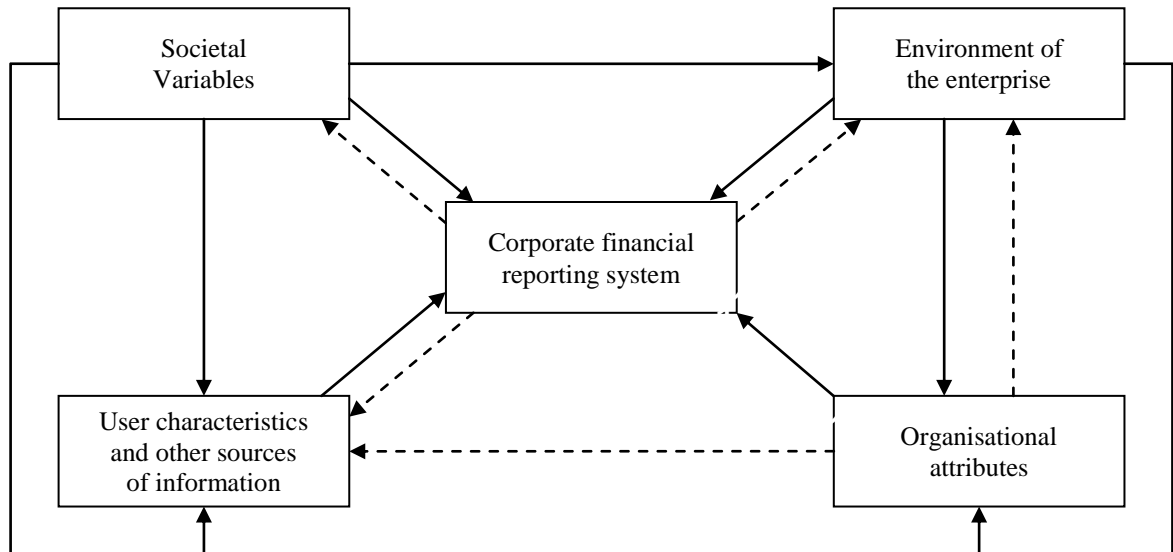 Societal
Variables
Environment of
the enterprise
Corporate financial
reporting system
User characteristics
and other sources
of information
Organisational
attributes